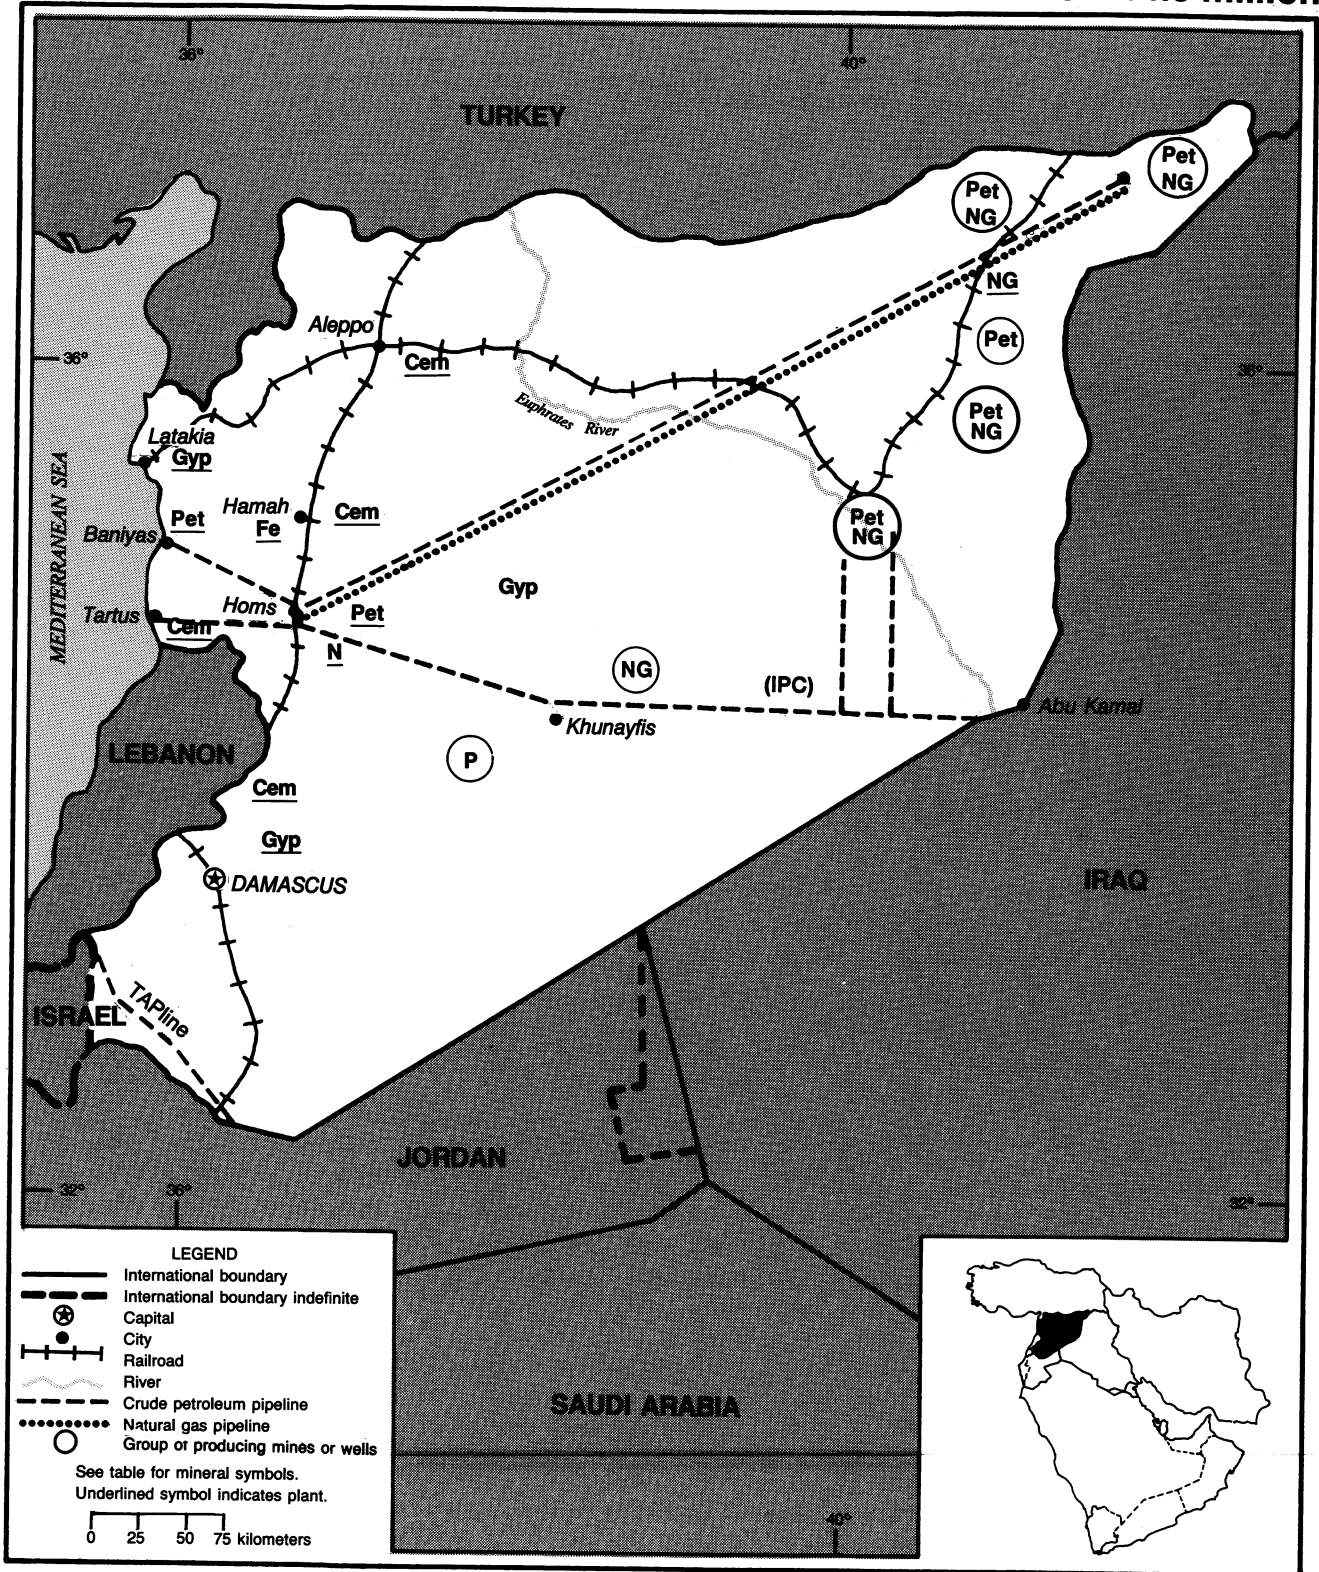 36°
40°
TURKEY
Pet
NG
Pet
NG
NG
Aleppo
Cem
36°
Pet
36°
Euphrates River
Pet
NG
Latakia
Gyp
MEDITERRANEAN SEA
Hamah
Fe
Cem
Pet
Baniyas
Pet
NG
Gyp
Homs
Pet
Tartus
Cem
N
NG
(IPC)
Abu Kamal
Khunayfis
LEBANON
P
Cem
Gyp
DAMASCUS
IRAQ
TAPline
ISRAEL
JORDAN
32°
36°
32°
LEGEND
International boundary
International boundary indefinite
Capital
City
Railroad
River
Crude petroleum pipeline
Natural gas pipeline
Group of producing mines or wells
See table for mineral symbols.
Underlined symbol indicates plant.
0 25 50 75 kilometers
SAUDI ARABIA
40°